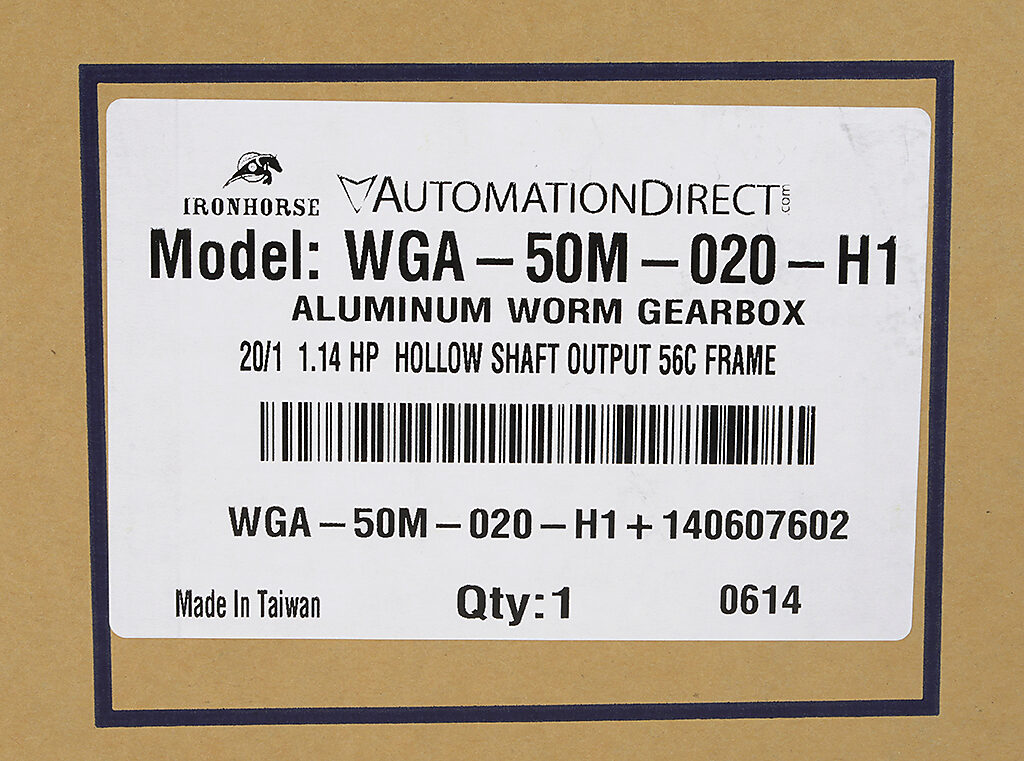 IRONHORSE AUTOMATIONDIRECT.com
Model: WGA-50M-020-H1
ALUMINUM WORM GEARBOX
20/1 1.14 HP HOLLOW SHAFT OUTPUT 56C FRAME
WGA-50M-020-H1+140607602
Made In Taiwan Qty:1 0614